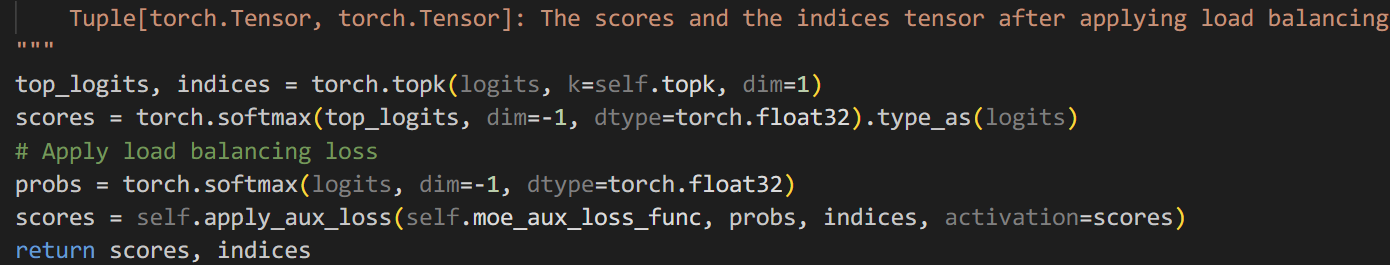 Tuple[torch.Tensor, torch.Tensor]: The scores and the indices tensor after applying load balancing
"""
top_logits, indices = torch.topk(logits, k=self.topk, dim=1)
scores = torch.softmax(top_logits, dim=-1, dtype=torch.float32).type_as(logits)
# Apply load balancing loss
probs = torch.softmax(logits, dim=-1, dtype=torch.float32)
scores = self.apply_aux_loss(self.moe_aux_loss_func, probs, indices, activation=scores)
return scores, indices